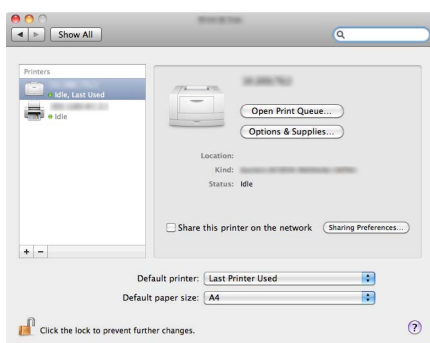 Show All
Printers
Idle, Last Used
Idle
Open Print Queue...
Options & Supplies...
Location:
Kind:
Status: Idle
Share this printer on the network
Sharing Preferences...
+ −
Default printer: Last Printer Used
Default paper size: A4
Click the lock to prevent further changes.
?